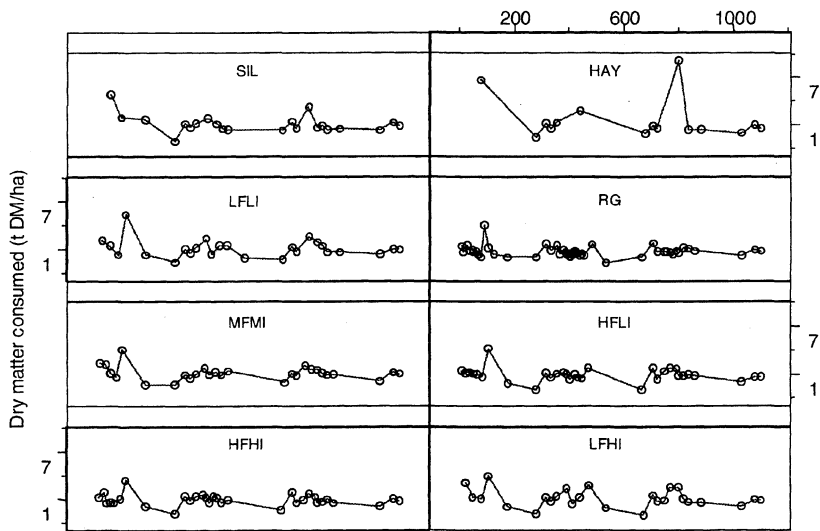 200 600 1000
SIL HAY
7
1
LFLI RG
7
1
MFMI HFLI
7
1
HFHI LFHI
7
1
Dry matter consumed (t DM/ha)